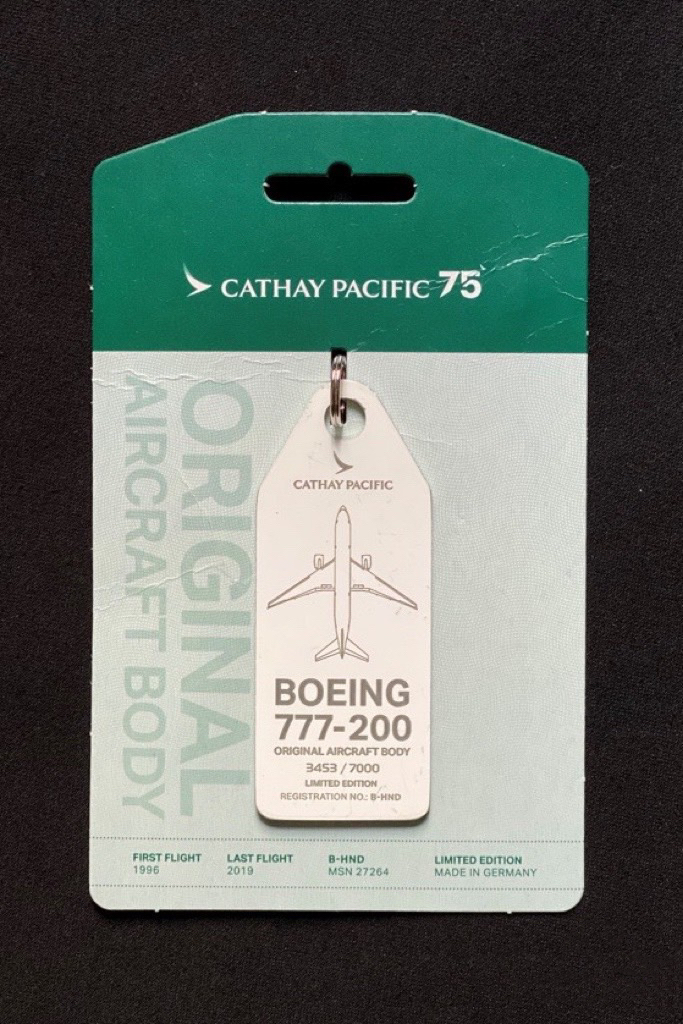 CATHAY PACIFIC 75
ORIGINAL
AIRCRAFT BODY
CATHAY PACIFIC
BOEING
777-200
ORIGINAL AIRCRAFT BODY
3453 / 7000
LIMITED EDITION
REGISTRATION NO.: B-HND
FIRST FLIGHT
1996
LAST FLIGHT
2019
B-HND
MSN 27264
LIMITED EDITION
MADE IN GERMANY